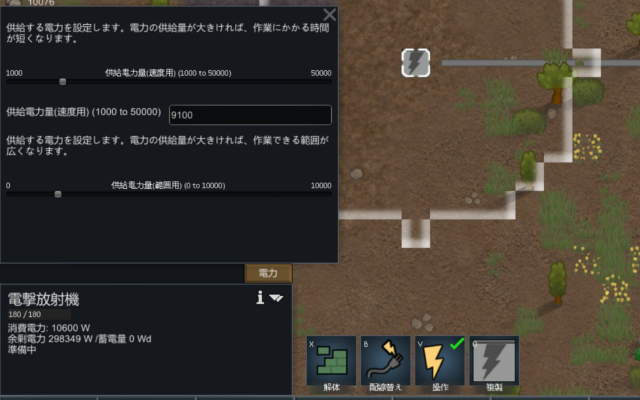 10076
供給する電力を設定します。電力の供給量が大きければ、作業にかかる時間
が短くなります。
1000 供給電力量(速度用) (1000 to 50000) 50000
供給電力量(速度用) (1000 to 50000) 9100
供給する電力を設定します。電力の供給量が大きければ、作業できる範囲が
広くなります。
0 供給電力量(範囲用) (0 to 10000) 10000
電力
電撃放射機
180 / 180
消費電力: 10600 W
余剰電力 298349 W /蓄電量 0 Wd
準備中
X B V G
解体 配線替え 操作 複製